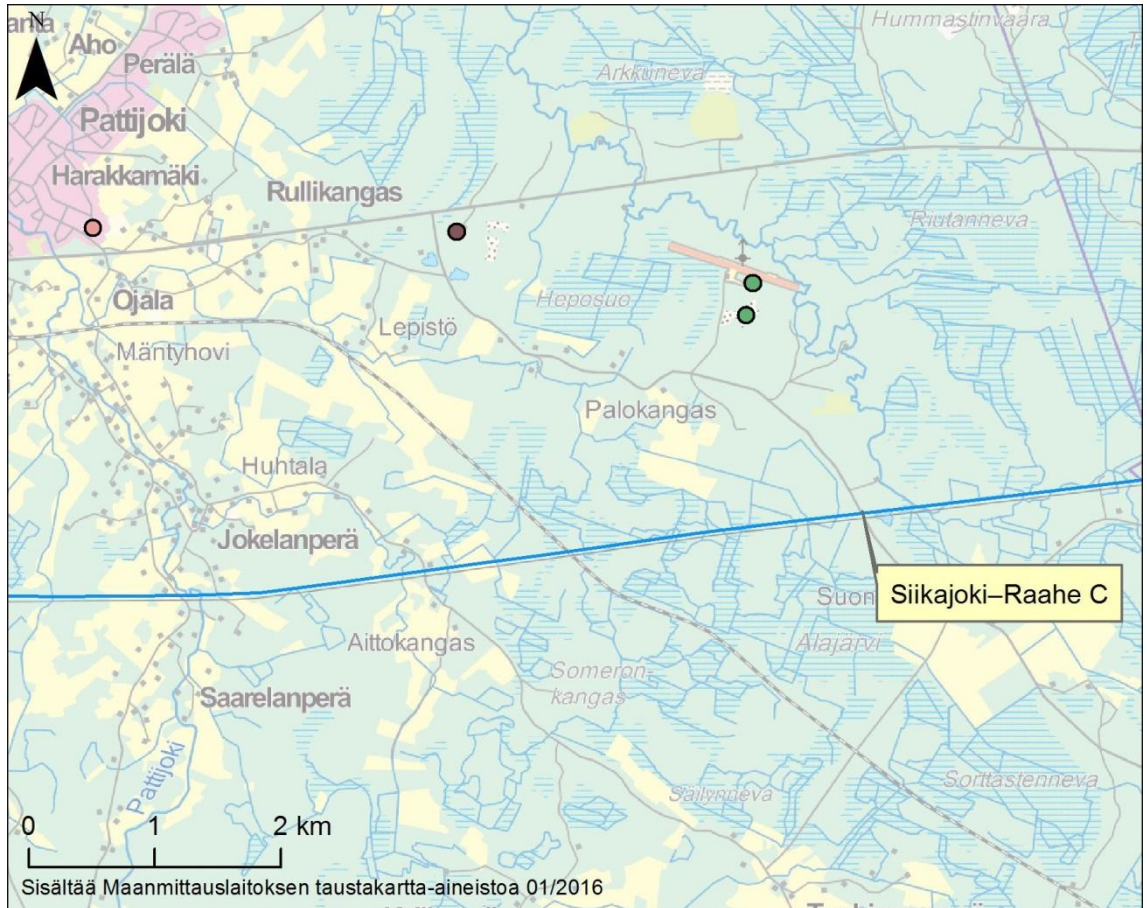 N
Aho
Perälä
Hummastinvaara
Arkkuneva
Pattijoki
Harakkamäki
Rullikangas
Riutanneva
Ojala
Heposuo
Lepistö
Mäntyhovi
Palokangas
Huhtala
Jokelanperä
Siikajoki–Raahe C
Aittokangas
Alajärvi
Someron-
kangas
Saarelanperä
Pattijoki
Sorttastenneva
Säilynneva
0 1 2 km
Sisältää Maanmittauslaitoksen taustakartta-aineistoa 01/2016